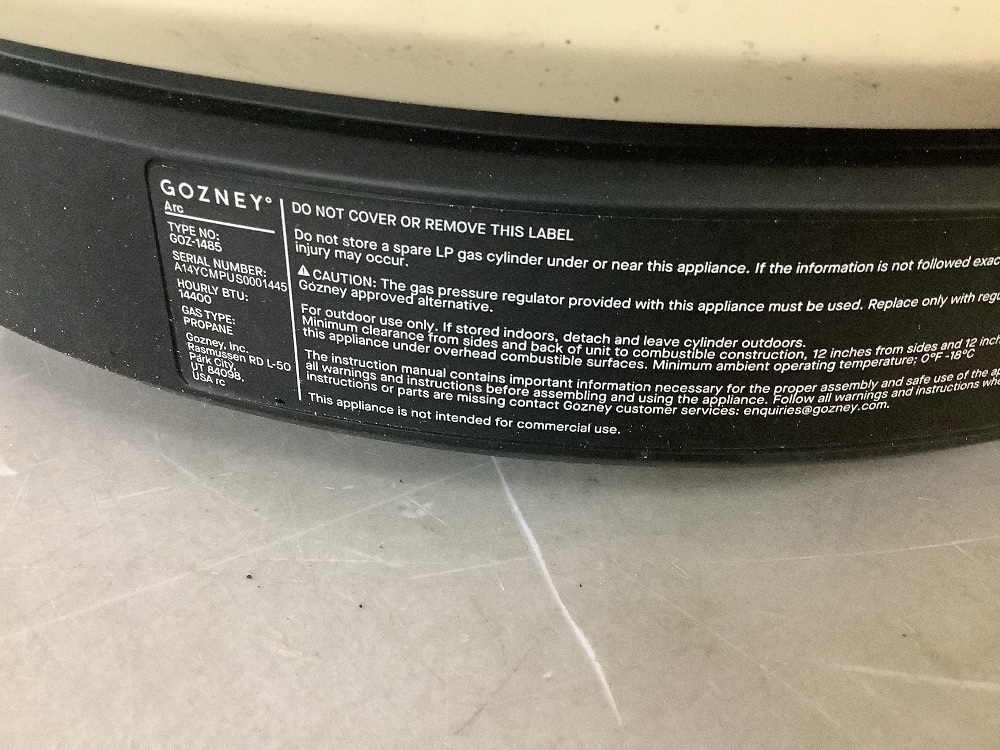 GOZNEY°
Arc
TYPE NO:
GOZ-1485
SERIAL NUMBER:
A14YCMPUS0001445
HOURLY BTU:
14400
GAS TYPE:
PROPANE
Gozney, Inc.
Rasmussen RD L-50
Park City,
UT 84098,
USA rc
DO NOT COVER OR REMOVE THIS LABEL
Do not store a spare LP gas cylinder under or near this appliance. If the information is not followed exac
injury may occur.
⚠ CAUTION: The gas pressure regulator provided with this appliance must be used. Replace only with regu
Gozney approved alternative.
For outdoor use only. If stored indoors, detach and leave cylinder outdoors.
Minimum clearance from sides and back of unit to combustible construction, 12 inches from sides and 12 inch
this appliance under overhead combustible surfaces. Minimum ambient operating temperature: 0°F -18°C
The instruction manual contains important information necessary for the proper assembly and safe use of the ap
all warnings and instructions before assembling and using the appliance. Follow all warnings and instructions whe
instructions or parts are missing contact Gozney customer services: enquiries@gozney.com.
This appliance is not intended for commercial use.